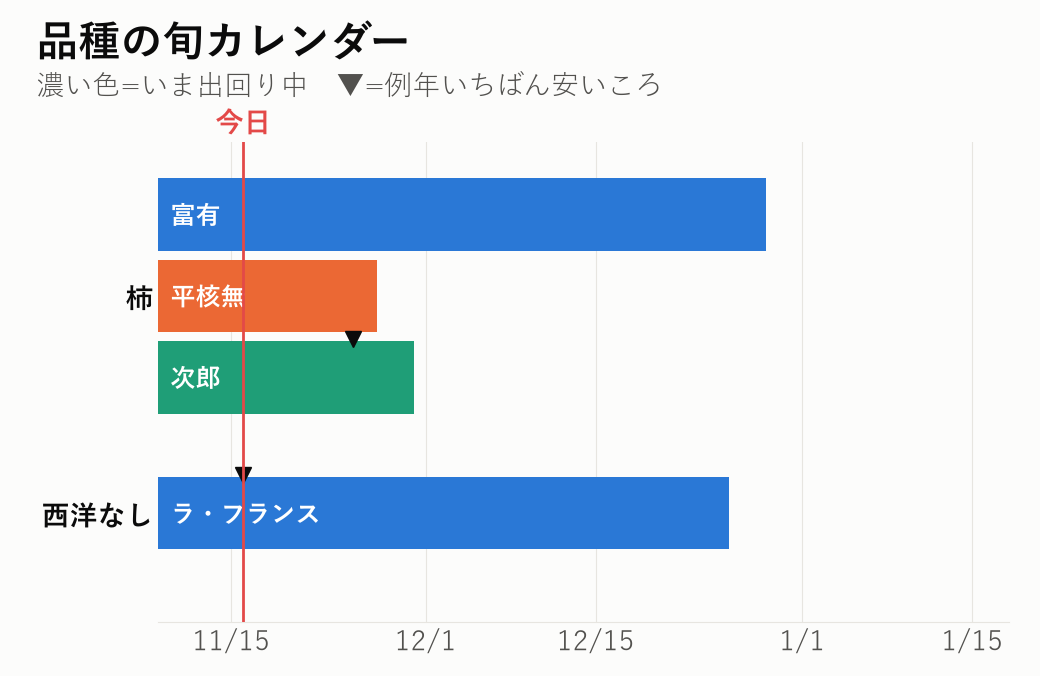 品種の旬カレンダー
濃い色=いま出回り中　▼=例年いちばん安いころ
今日
富有
柿
平核無
次郎
西洋なし
ラ・フランス
11/15
12/1
12/15
1/1
1/15